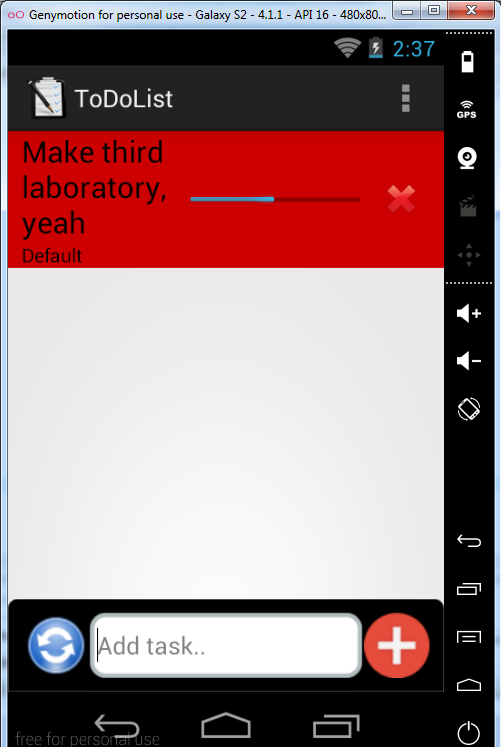 Genymotion for personal use - Galaxy S2 - 4.1.1 - API 16 - 480x80...
2:37
ToDoList
GPS
Make third
laboratory,
yeah
Default
Add task..
free for personal use